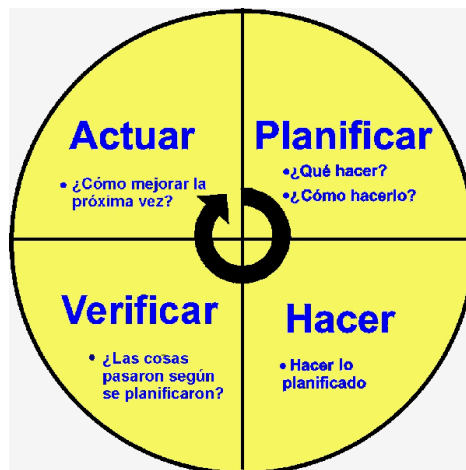 Actuar
• ¿Cómo mejorar la
próxima vez?
Planificar
• ¿Qué hacer?
• ¿Cómo hacerlo?
Verificar
• ¿Las cosas
pasaron según
se planificaron?
Hacer
• Hacer lo
planificado